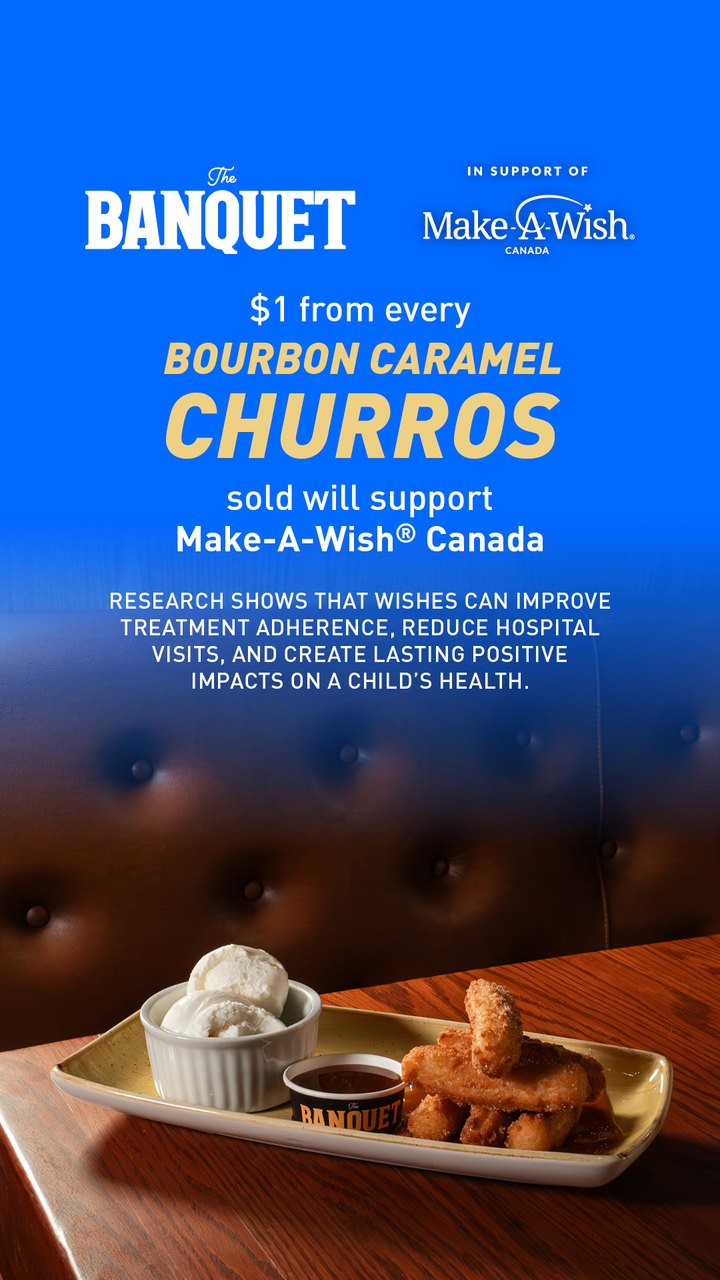 The
BANQUET
IN SUPPORT OF
Make-A-Wish®
CANADA
$1 from every
BOURBON CARAMEL
CHURROS
sold will support
Make-A-Wish® Canada
RESEARCH SHOWS THAT WISHES CAN IMPROVE
TREATMENT ADHERENCE, REDUCE HOSPITAL
VISITS, AND CREATE LASTING POSITIVE
IMPACTS ON A CHILD'S HEALTH.
The
BANQUET